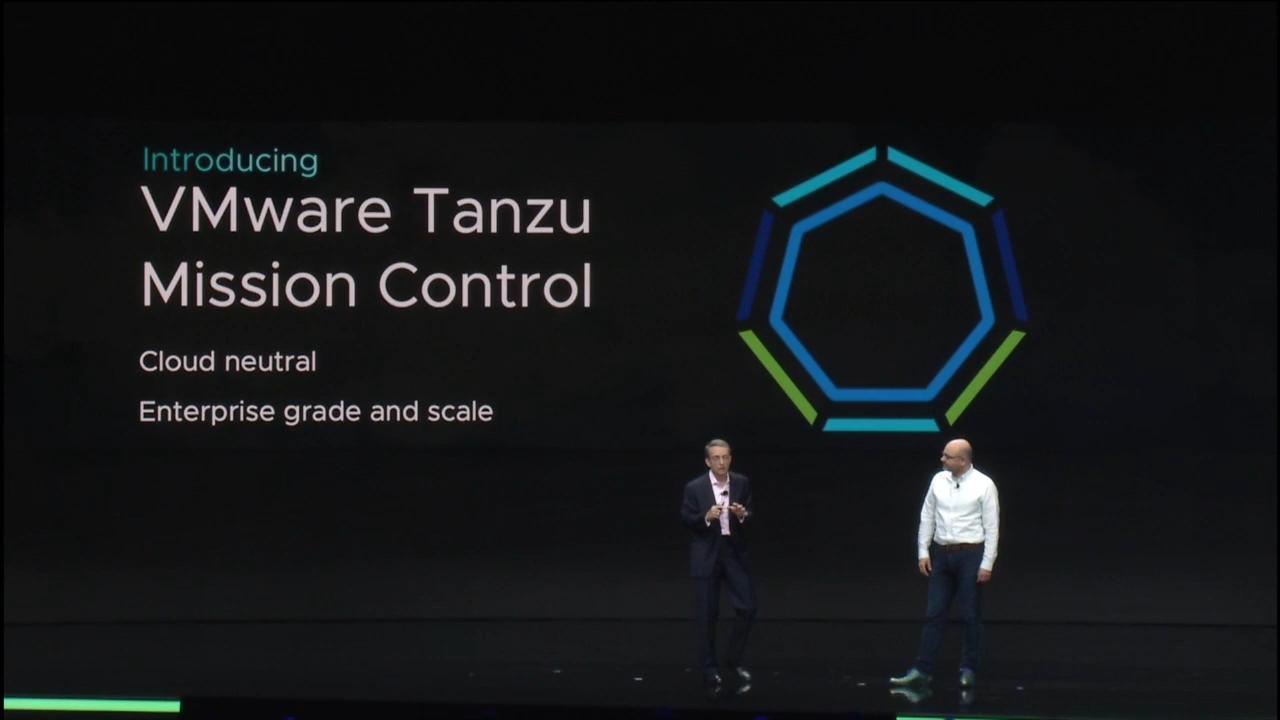 Introducing
VMware Tanzu
Mission Control
Cloud neutral
Enterprise grade and scale